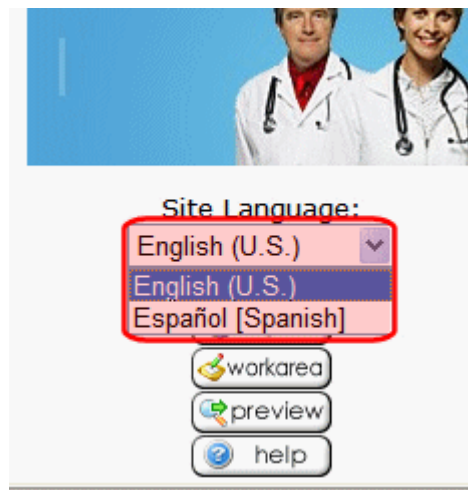 Site Language:
English (U.S.)
English (U.S.)
Español [Spanish]
workarea
preview
help